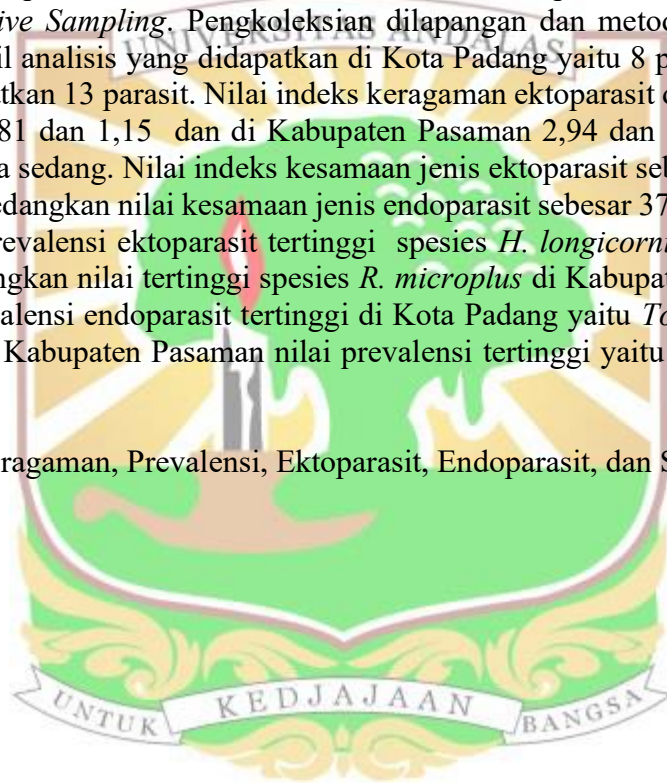 ive Sampling. Pengkoleksian dilapangan dan metod
UNIVERSITAS ANDALAS
il analisis yang didapatkan di Kota Padang yaitu 8 p
atkan 13 parasit. Nilai indeks keragaman ektoparasit d
81 dan 1,15 dan di Kabupaten Pasaman 2,94 dan
a sedang. Nilai indeks kesamaan jenis ektoparasit seb
edangkan nilai kesamaan jenis endoparasit sebesar 37
revalensi ektoparasit tertinggi spesies H. longicorni
ngkan nilai tertinggi spesies R. microplus di Kabupat
valensi endoparasit tertinggi di Kota Padang yaitu To
Kabupaten Pasaman nilai prevalensi tertinggi yaitu
ragaman, Prevalensi, Ektoparasit, Endoparasit, dan S
UNTUK KEDJAJAAN BANGSA